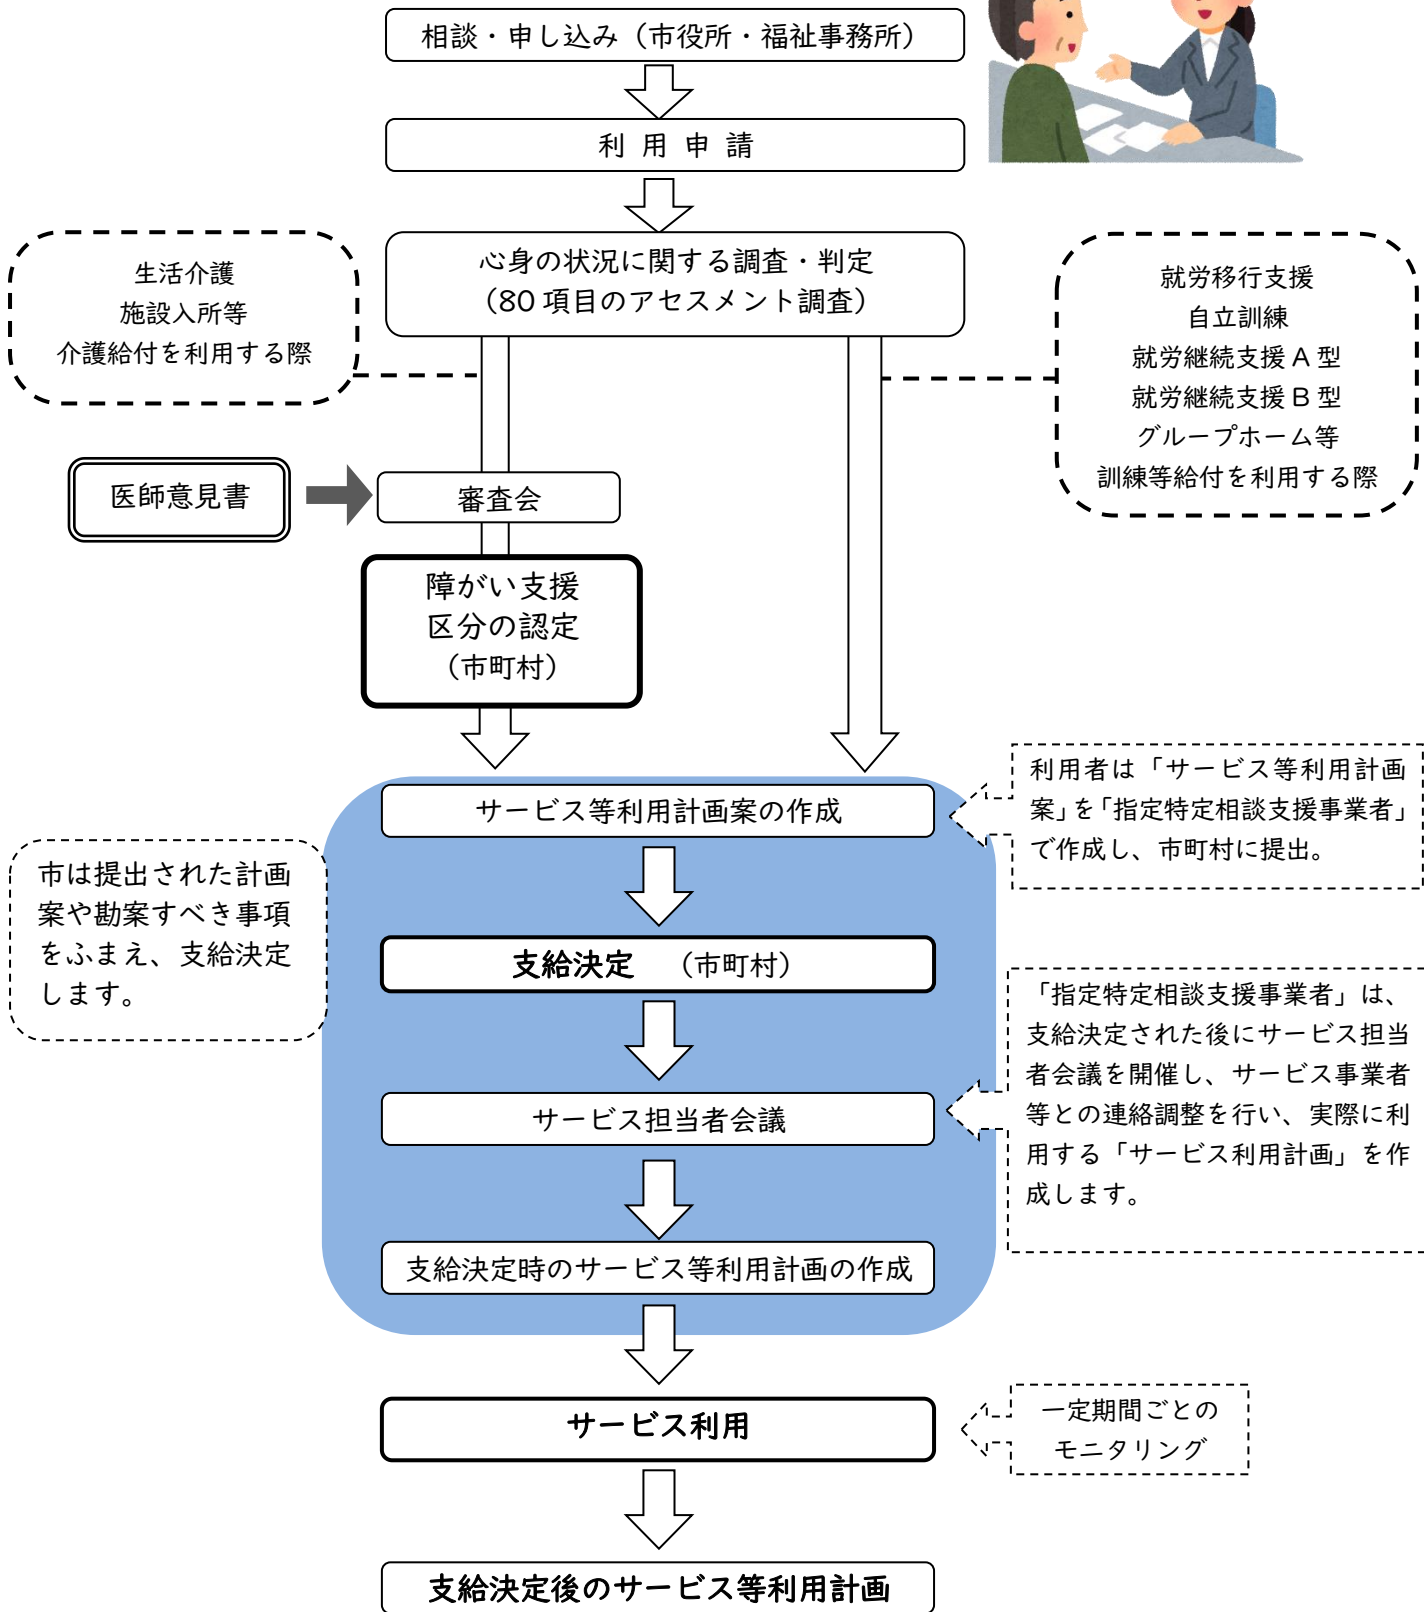 相談・申し込み（市役所・福祉事務所）
利用申請
心身の状況に関する調査・判定
（80項目のアセスメント調査）
生活介護
施設入所等
介護給付を利用する際
就労移行支援
自立訓練
就労継続支援A型
就労継続支援B型
グループホーム等
訓練等給付を利用する際
医師意見書
審査会
障がい支援
区分の認定
（市町村）
サービス等利用計画案の作成
利用者は「サービス等利用計画
案」を「指定特定相談支援事業者」
で作成し、市町村に提出。
市は提出された計画
案や勘案すべき事項
をふまえ、支給決定
します。
支給決定　（市町村）
「指定特定相談支援事業者」は、
支給決定された後にサービス担当
者会議を開催し、サービス事業者
等との連絡調整を行い、実際に利
用する「サービス利用計画」を作
成します。
サービス担当者会議
支給決定時のサービス等利用計画の作成
サービス利用
一定期間ごとの
モニタリング
支給決定後のサービス等利用計画